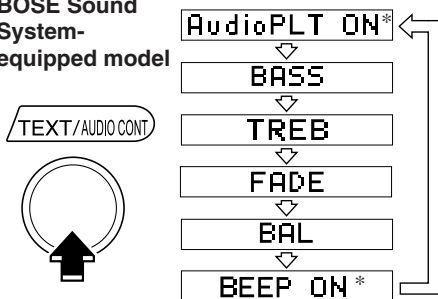 BOSE Sound
System-
equipped model
TEXT/AUDIO CONT
AudioPLT ON*
BASS
TREB
FADE
BAL
BEEP ON*